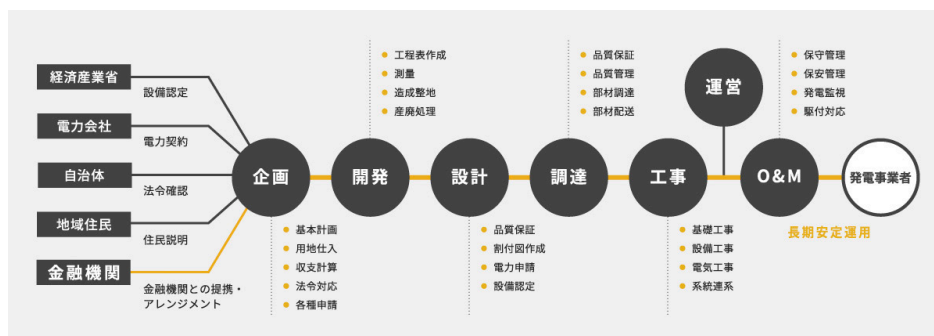 経済産業省
設備認定
電力会社
電力契約
自治体
法令確認
地域住民
住民説明
金融機関
金融機関との提携・
アレンジメント
企画
基本計画
用地仕入
収支計算
法令対応
各種申請
開発
工程表作成
測量
造成整地
産廃処理
設計
品質保証
割付図作成
電力申請
設備認定
調達
品質保証
品質管理
部材調達
部材配送
工事
基礎工事
設備工事
電気工事
系統連系
運営
O&M
保守管理
保安管理
発電監視
駆付対応
発電事業者
長期安定運用